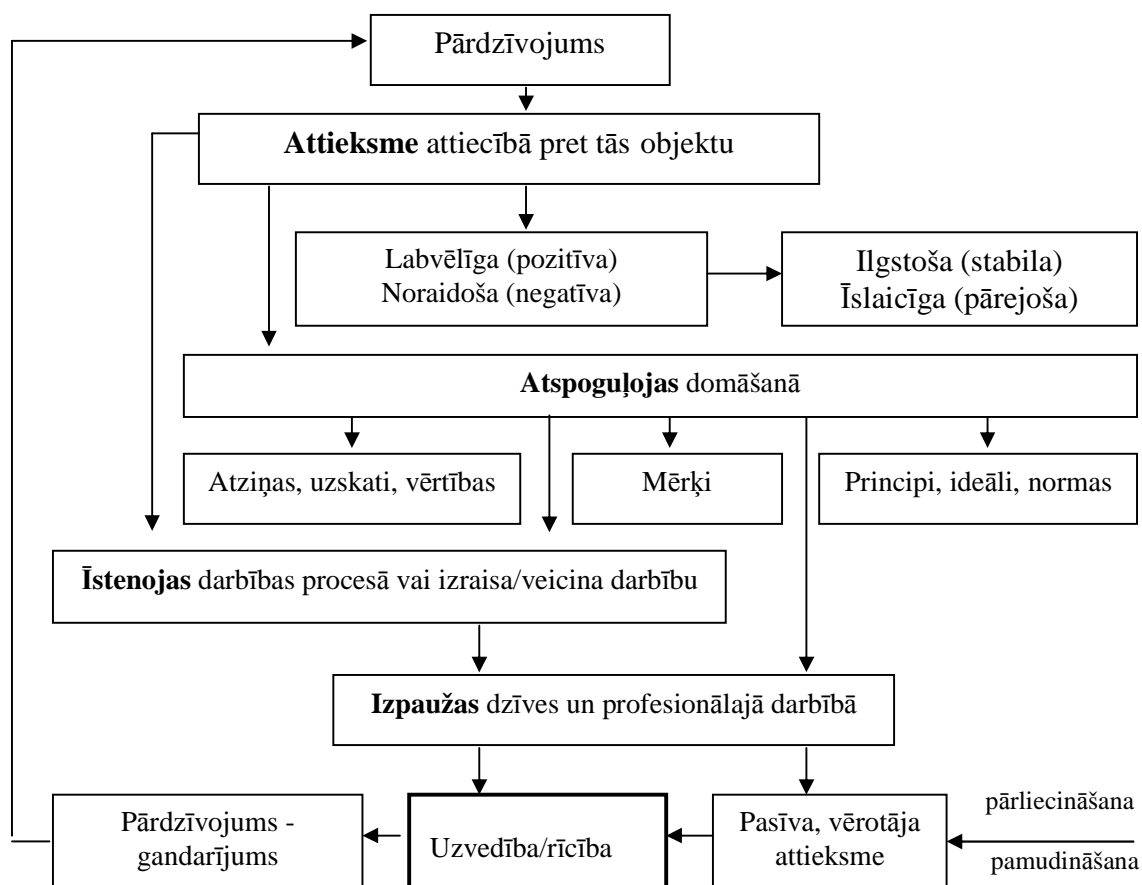 Pārdzīvojums
Attieksme attiecībā pret tās objektu
Labvēlīga (pozitīva)
Noraidoša (negatīva)
Ilgstoša (stabila)
Īslaicīga (pārejoša)
Atspoguļojas domāšanā
Atziņas, uzskati, vērtības
Mērķi
Principi, ideāli, normas
Īstenojas darbības procesā vai izraisa/veicina darbību
Izpaužas dzīves un profesionālajā darbībā
Pārdzīvojums -
gandarījums
Uzvedība/rīcība
Pasīva, vērotāja
attieksme
pārliecināšana
pamudināšana